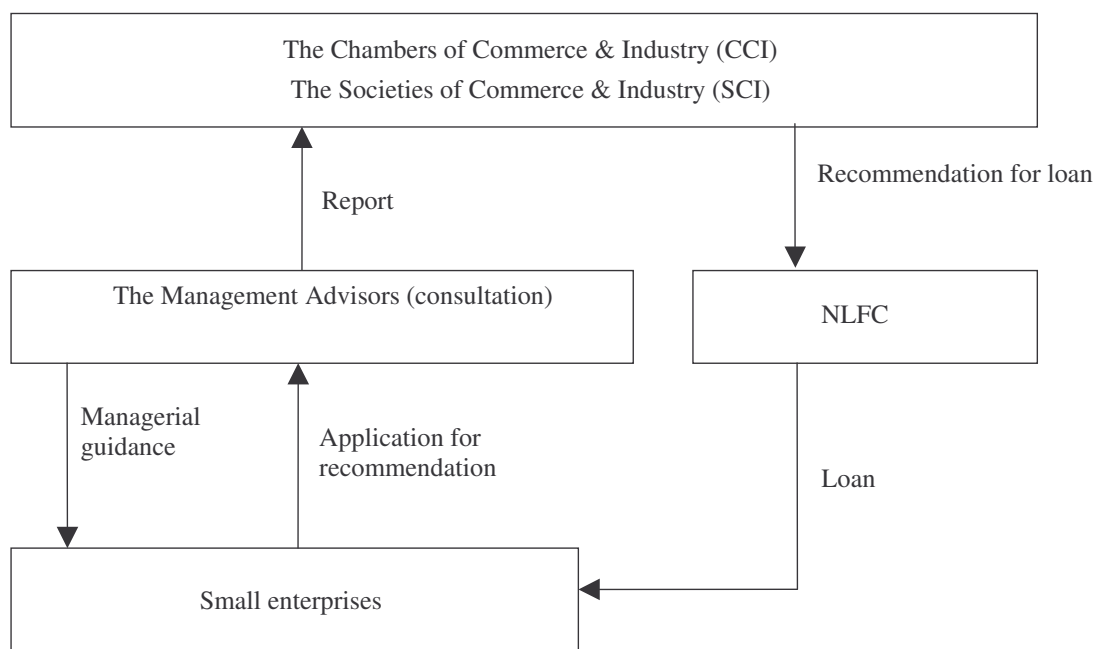 The Chambers of Commerce & Industry (CCI)
The Societies of Commerce & Industry (SCI)
Recommendation for loan
Report
The Management Advisors (consultation)
NLFC
Managerial
guidance
Application for
recommendation
Loan
Small enterprises